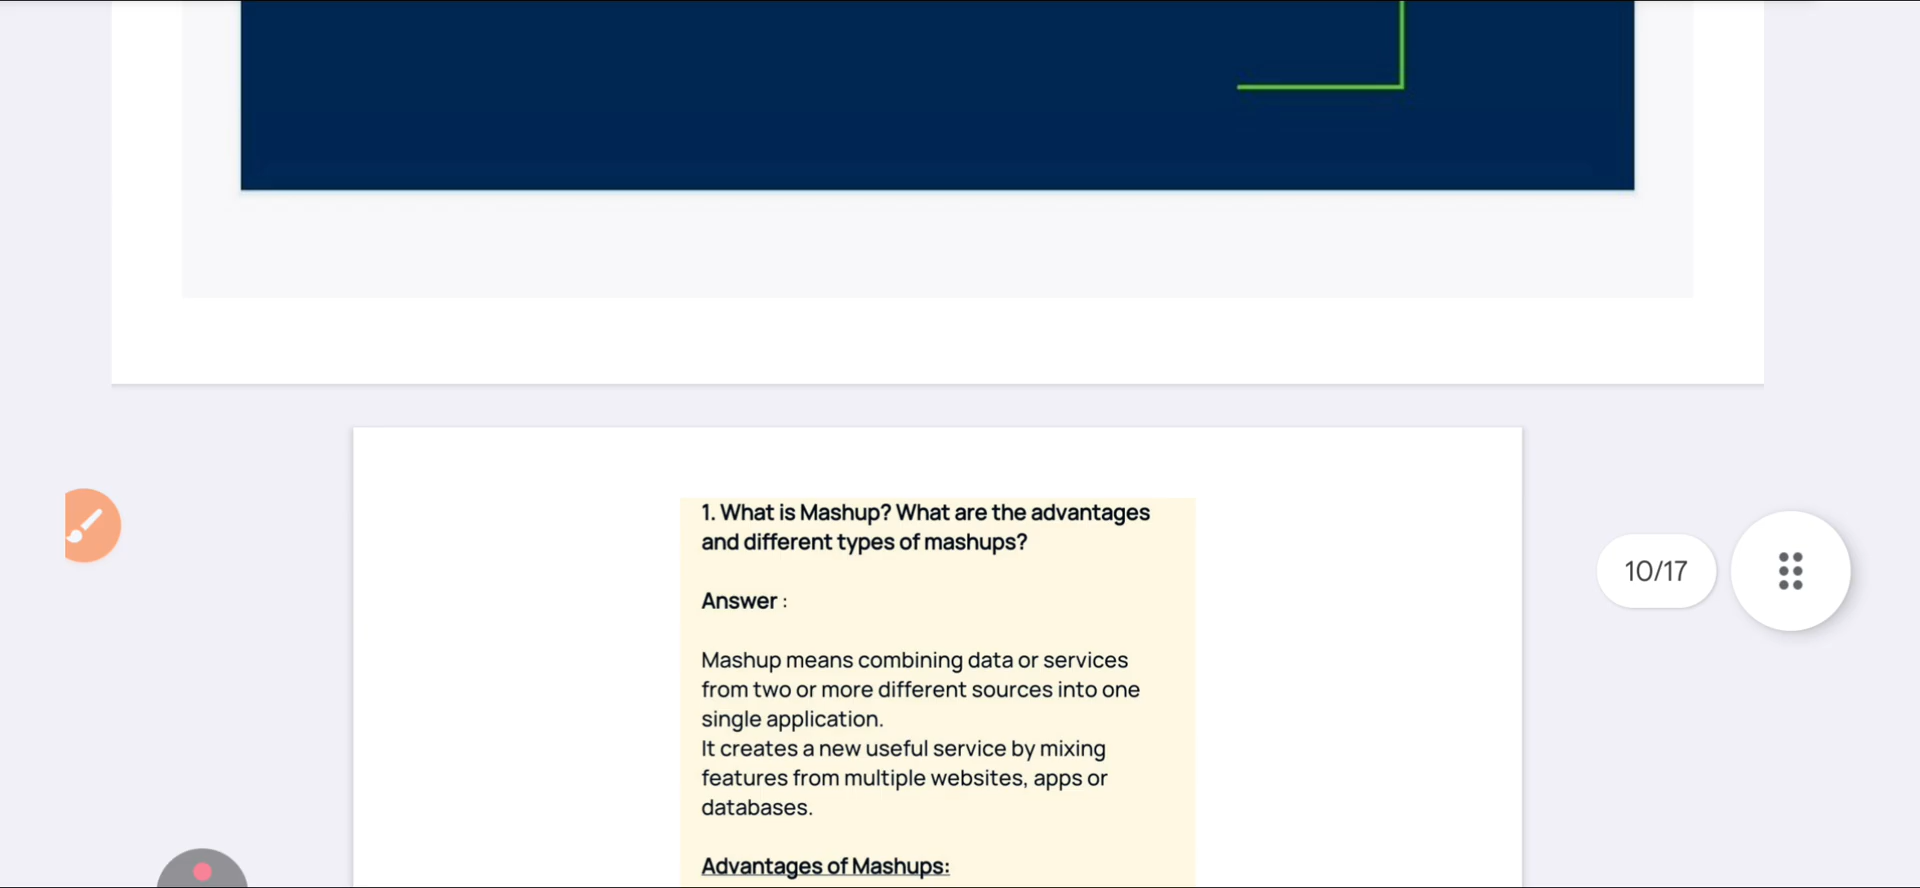 1. What is Mashup? What are the advantages
and different types of mashups?
Answer :
10/17
Mashup means combining data or services
from two or more different sources into one
single application.
It creates a new useful service by mixing
features from multiple websites, apps or
databases.
Advantages of Mashups: